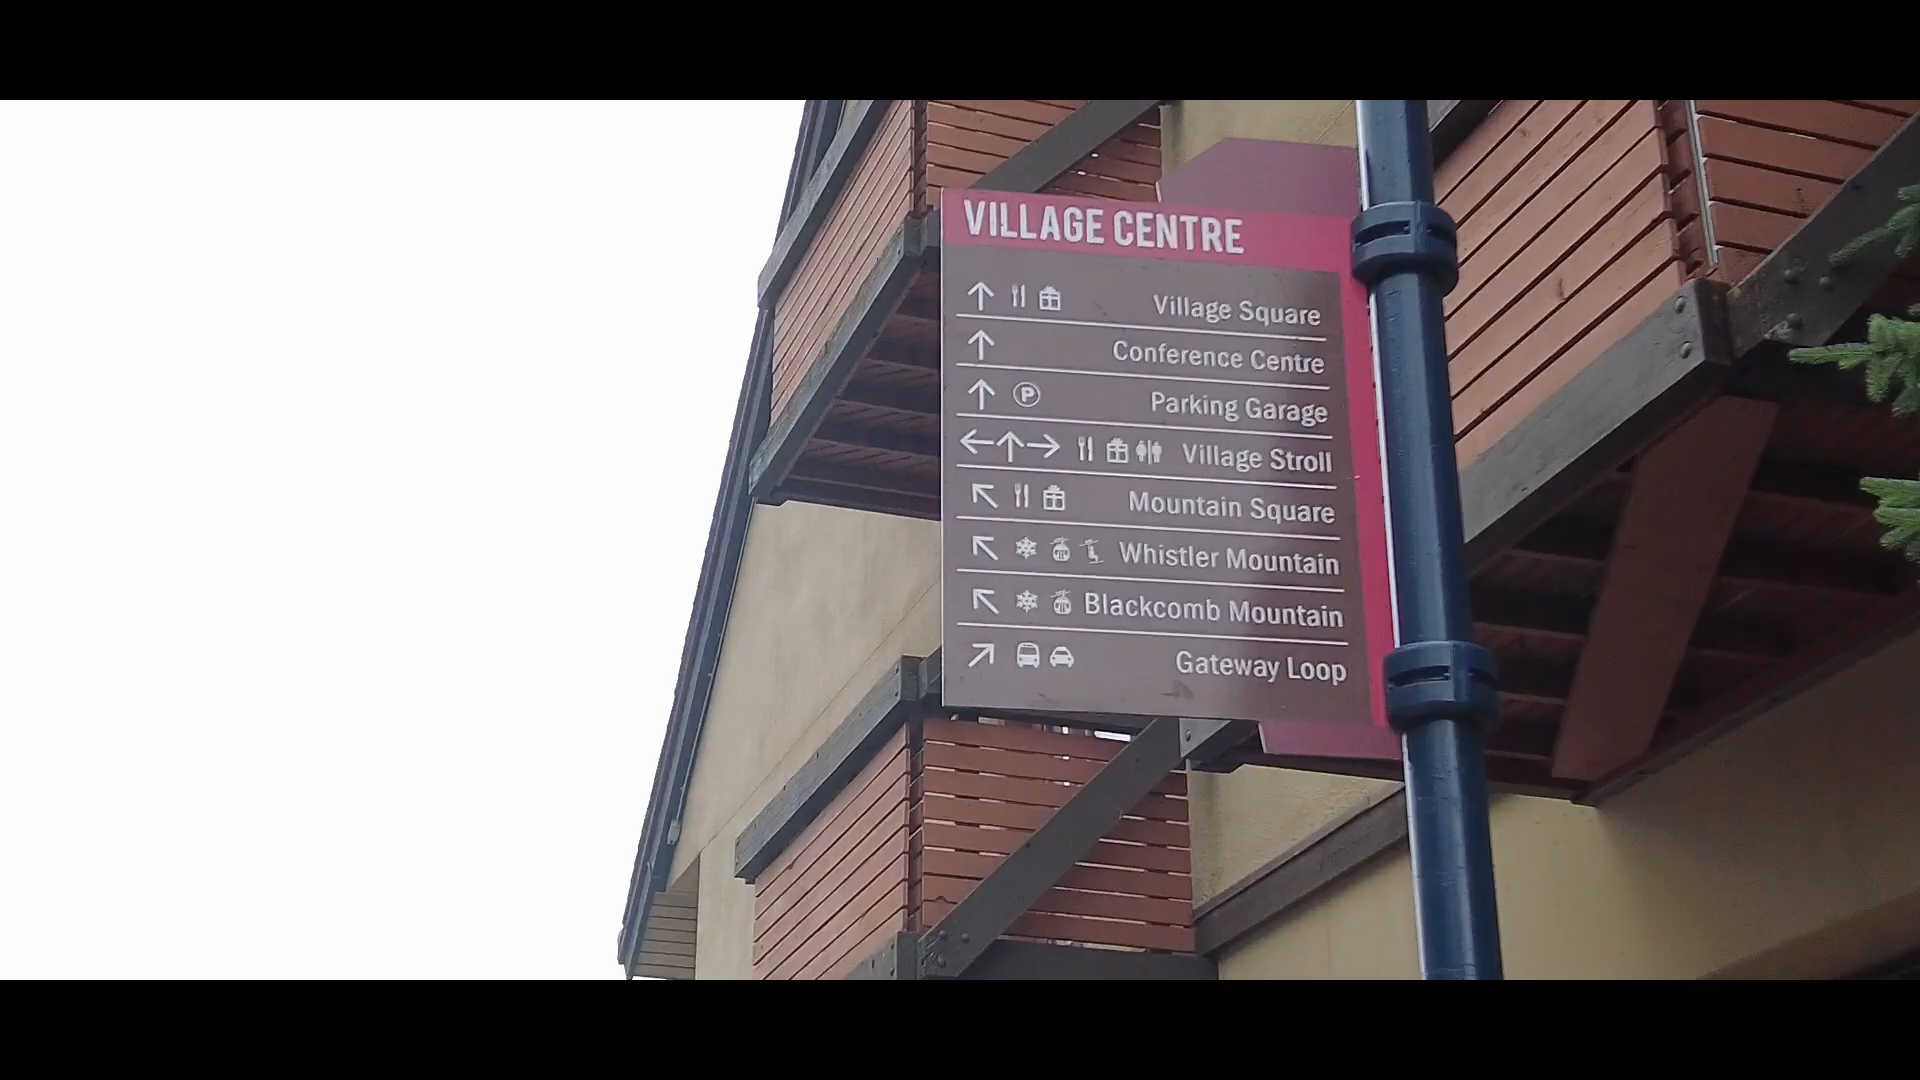 VILLAGE CENTRE
Village Square
Conference Centre
P Parking Garage
Village Stroll
Mountain Square
Whistler Mountain
Blackcomb Mountain
Gateway Loop